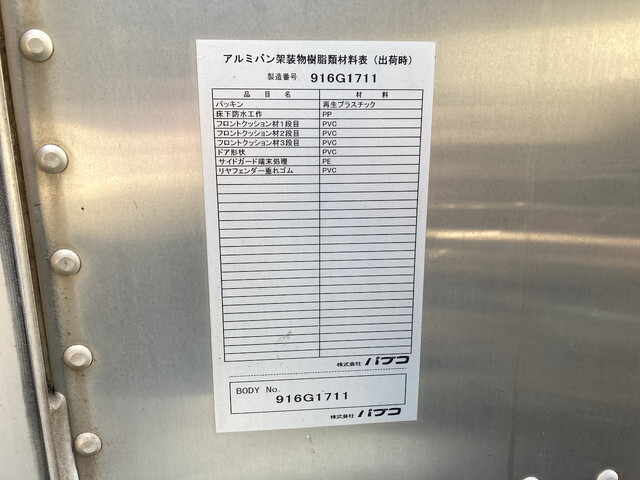 アルミバン架装物樹脂類材料表（出荷時）
製造番号 916G1711
品目名 材料
パッキン 再生プラスチック
床下防水工作 PP
フロントクッション材1段目 PVC
フロントクッション材2段目 PVC
フロントクッション材3段目 PVC
ドア形状 PVC
サイドガード端末処理 PE
リヤフェンダー垂れゴム PVC
株式会社 パブコ
BODY No.
916G1711
株式会社 パブコ